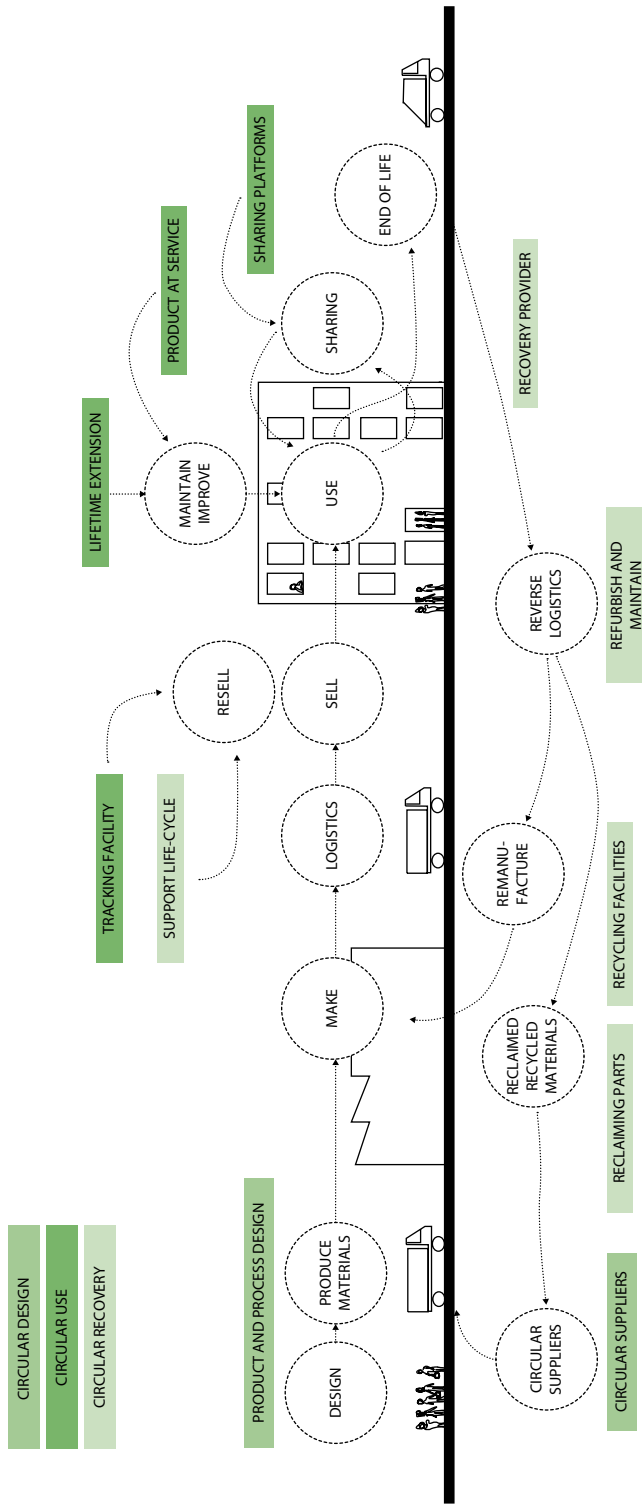 CIRCULAR DESIGN
CIRCULAR USE
CIRCULAR RECOVERY
TRACKING FACILITY
SUPPORT LIFE-CYCLE
LIFETIME EXTENSION
PRODUCT AT SERVICE
SHARING PLATFORMS
PRODUCT AND PROCESS DESIGN
RESELL
MAINTAIN
IMPROVE
DESIGN
PRODUCE
MATERIALS
MAKE
LOGISTICS
SELL
USE
SHARING
END OF LIFE
RECOVERY PROVIDER
CIRCULAR
SUPPLIERS
RECLAIMED
RECYCLED
MATERIALS
REMANU-
FACTURE
REVERSE
LOGISTICS
CIRCULAR SUPPLIERS
RECLAIMING PARTS
RECYCLING FACILITIES
REFURBISH AND
MAINTAIN